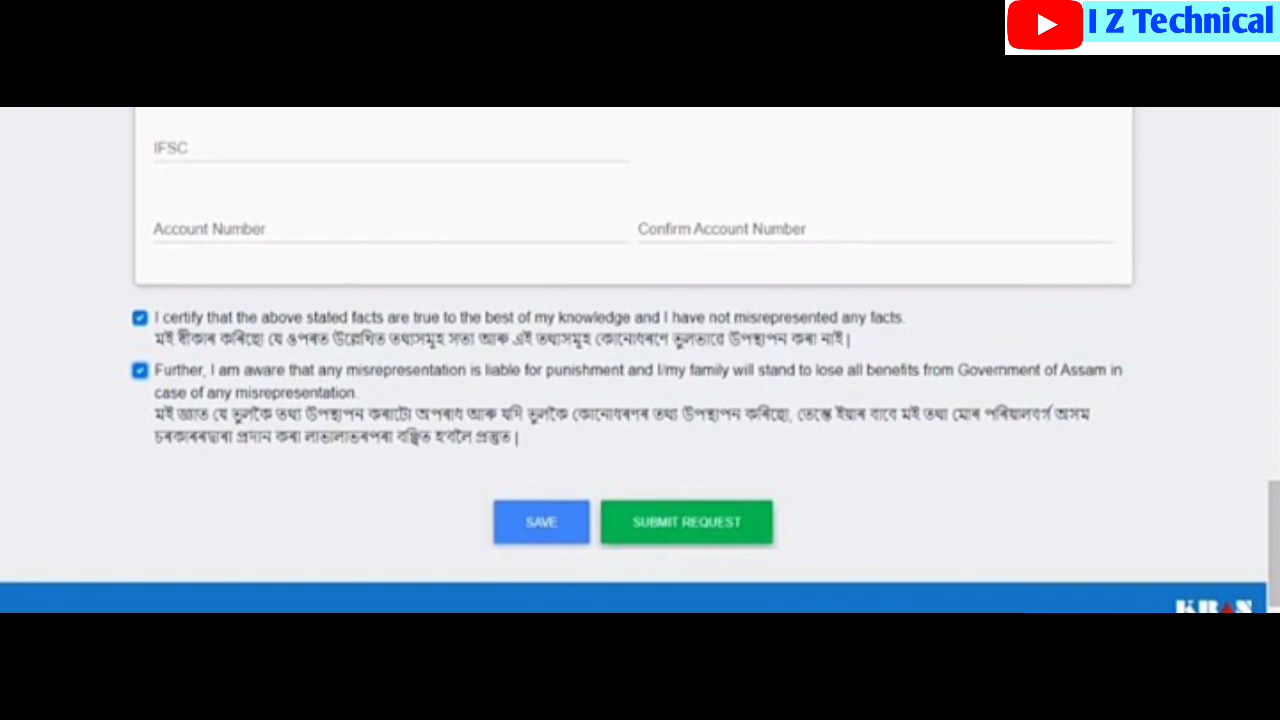 I Z Technical
IFSC
Account Number Confirm Account Number
I certify that the above stated facts are true to the best of my knowledge and I have not misrepresented any facts.
মই স্বীকাৰ কৰিছো যে ওপৰত উল্লেখিত তথ্যসমূহ সত্য আৰু এই তথ্যসমূহ কোনোধৰণে ভুলভাবে উপস্থাপন কৰা নাই |
Further, I am aware that any misrepresentation is liable for punishment and I/my family will stand to lose all benefits from Government of Assam in
case of any misrepresentation.
মই জ্ঞাত যে ভুলকৈ তথ্য উপস্থাপন কৰাটো অপৰাধ আৰু যদি ভুলকৈ কোনোধৰণৰ তথ্য উপস্থাপন কৰিছো, তেন্তে ইয়াৰ বাবে মই তথা মোৰ পৰিয়ালবৰ্গ অসম
চৰকাৰৰদ্বাৰা প্ৰদান কৰা লাভালাভৰপৰা বঞ্চিত হ'বলৈ প্ৰস্তুত |
SAVE SUBMIT REQUEST